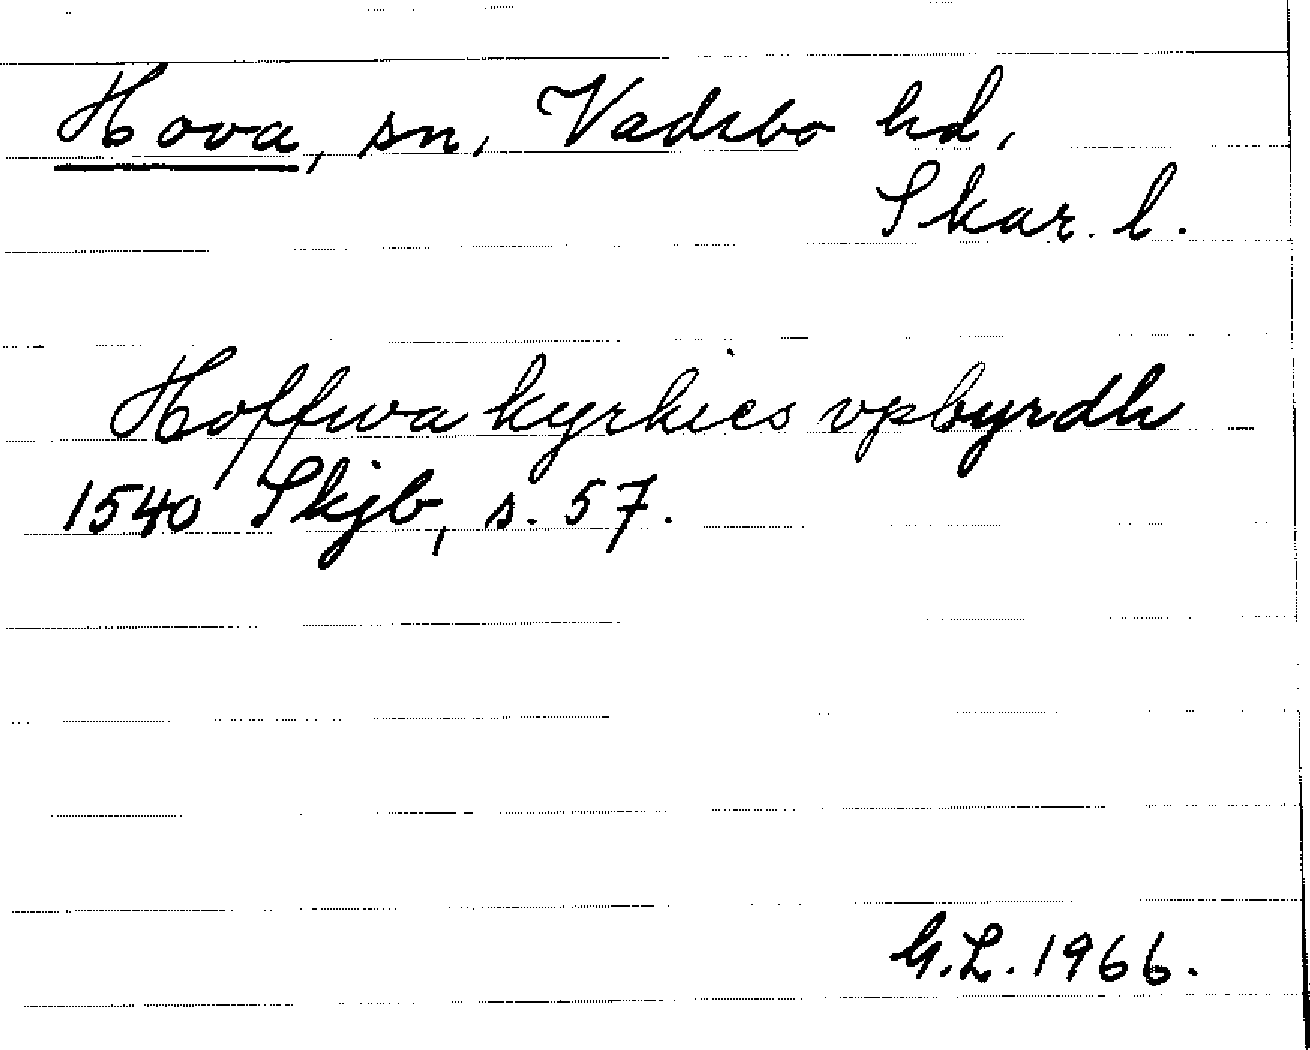 Hova, sn, Vadsbo hd,
Skar. l.
Hoffwa kyrkies vpbyrdh
1540 Skjb, s. 57.
G.L. 1966.